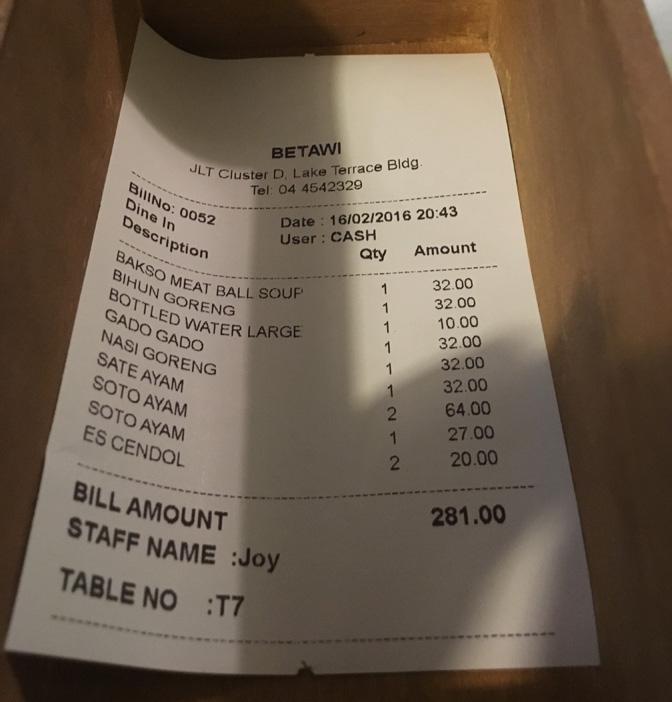 BETAWI
JLT Cluster D, Lake Terrace Bldg.
Tel: 04 4542329
BillNo: 0052 Date : 16/02/2016 20:43
Dine In User : CASH
Description Qty Amount
BAKSO MEAT BALL SOUP 1 32.00
BIHUN GORENG 1 32.00
BOTTLED WATER LARGE 1 10.00
GADO GADO 1 32.00
NASI GORENG 1 32.00
SATE AYAM 1 32.00
SOTO AYAM 2 64.00
SOTO AYAM 1 27.00
ES CENDOL 2 20.00
BILL AMOUNT 281.00
STAFF NAME :Joy
TABLE NO :T7